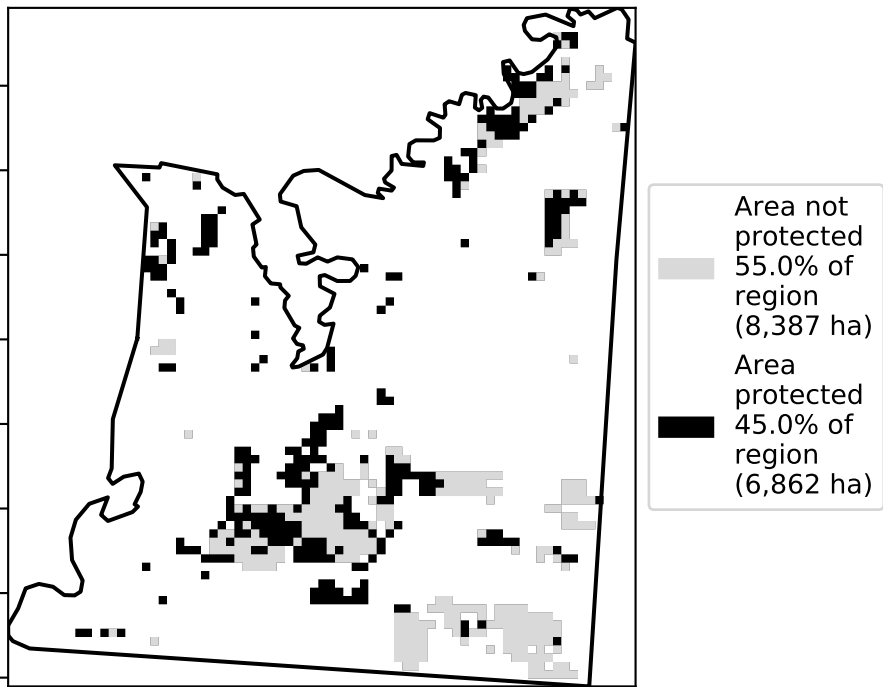 Area not
protected
55.0% of
region
(8,387 ha)
Area
protected
45.0% of
region
(6,862 ha)